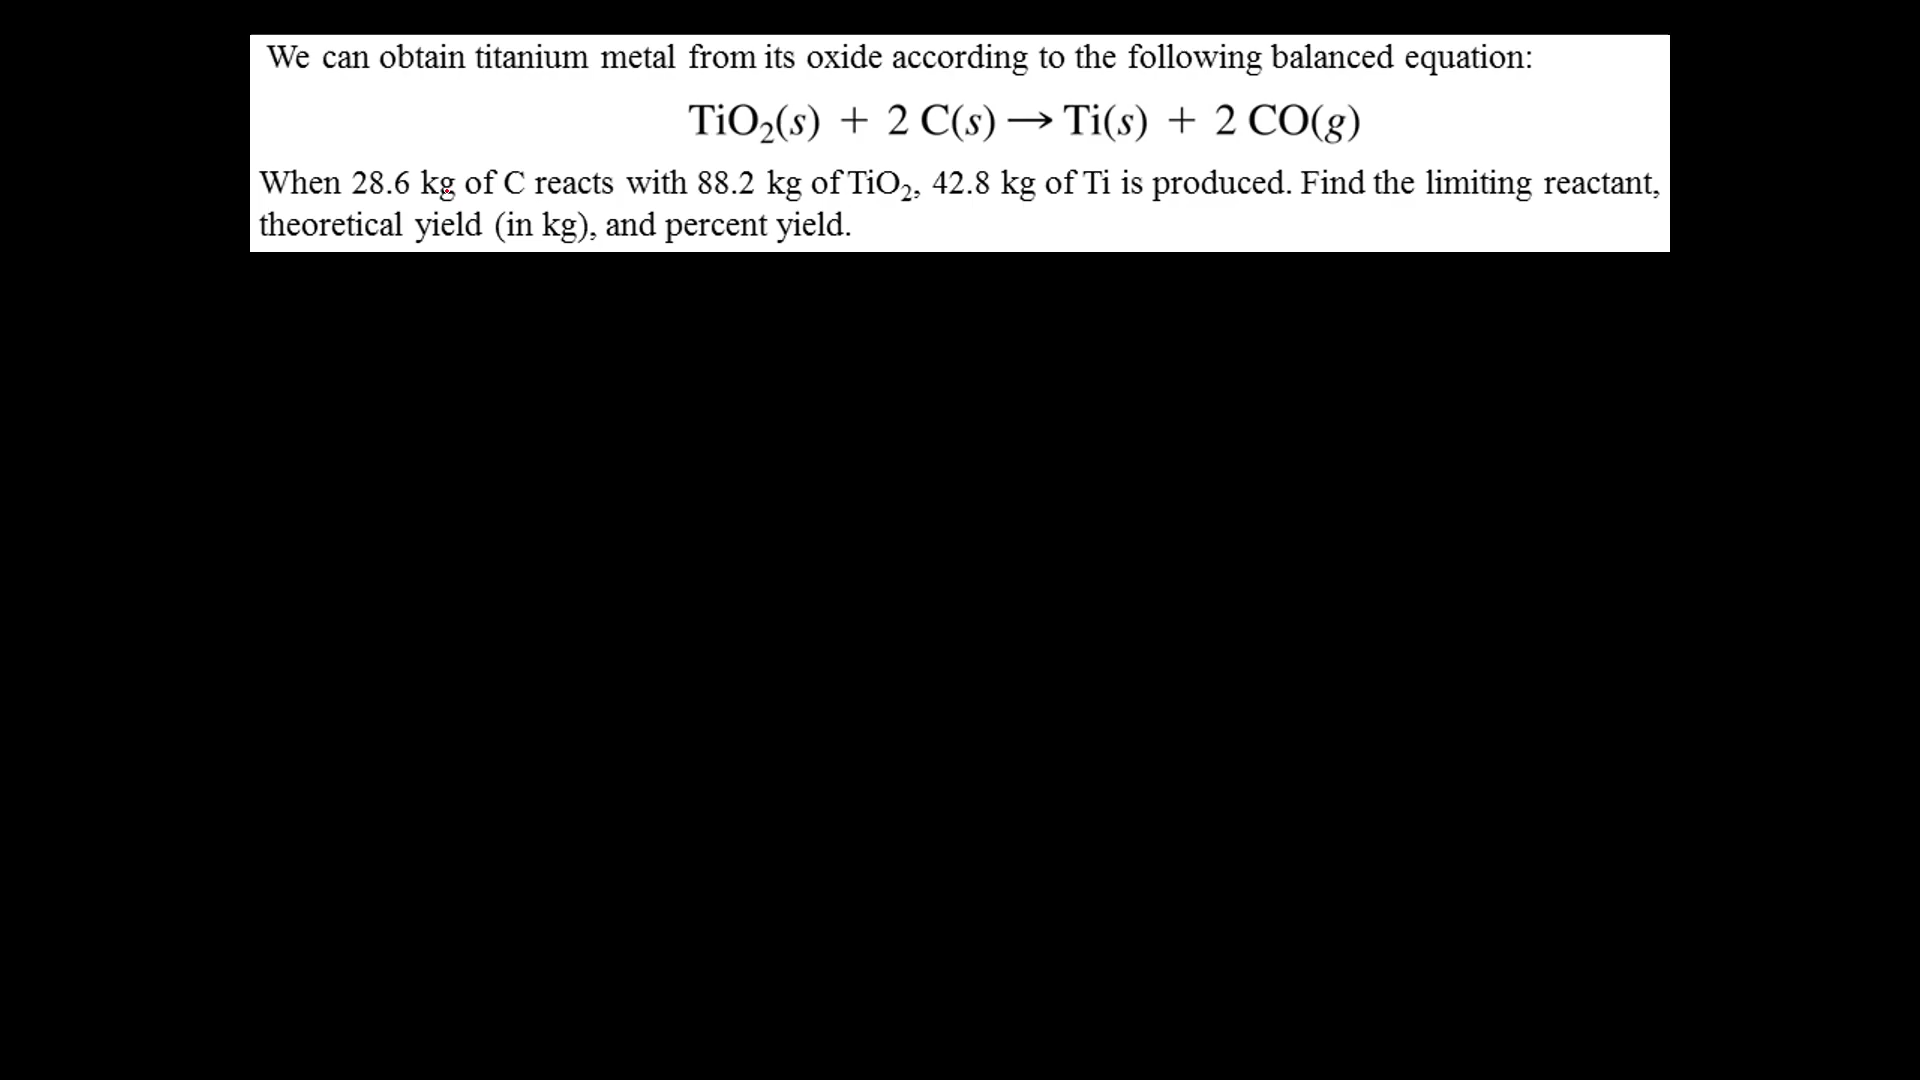 We can obtain titanium metal from its oxide according to the following balanced equation:
TiO₂(s) + 2 C(s) → Ti(s) + 2 CO(g)
When 28.6 kg of C reacts with 88.2 kg of TiO₂, 42.8 kg of Ti is produced. Find the limiting reactant,
theoretical yield (in kg), and percent yield.